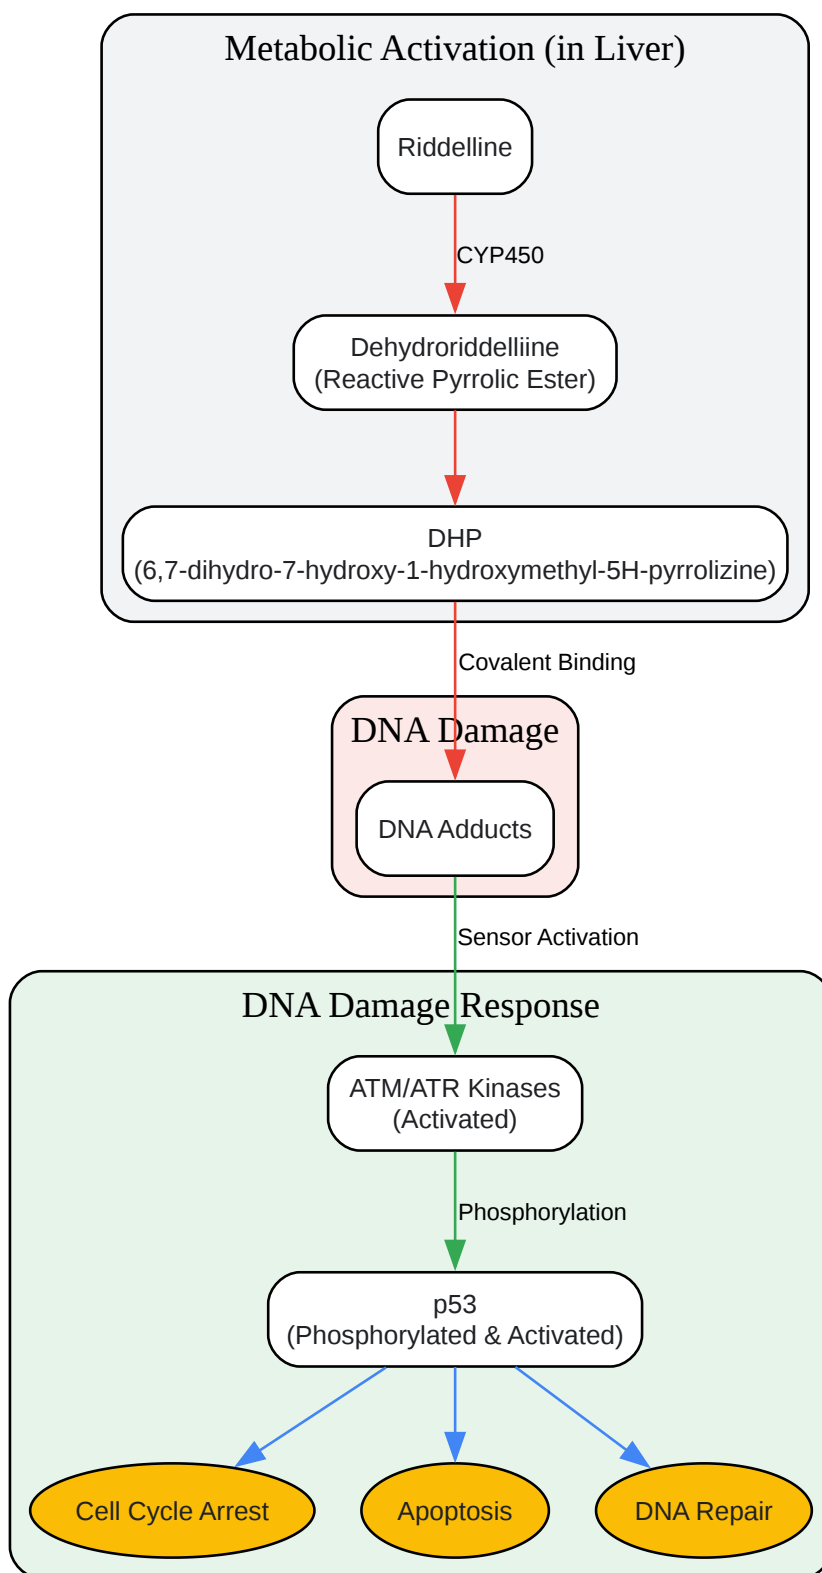 Metabolic Activation (in Liver)
Riddelline
CYP450
Dehydroriddelliine
(Reactive Pyrrolic Ester)
DHP
(6,7-dihydro-7-hydroxy-1-hydroxymethyl-5H-pyrrolizine)
Covalent Binding
DNA Damage
DNA Adducts
Sensor Activation
DNA Damage Response
ATM/ATR Kinases
(Activated)
Phosphorylation
p53
(Phosphorylated & Activated)
Cell Cycle Arrest
Apoptosis
DNA Repair